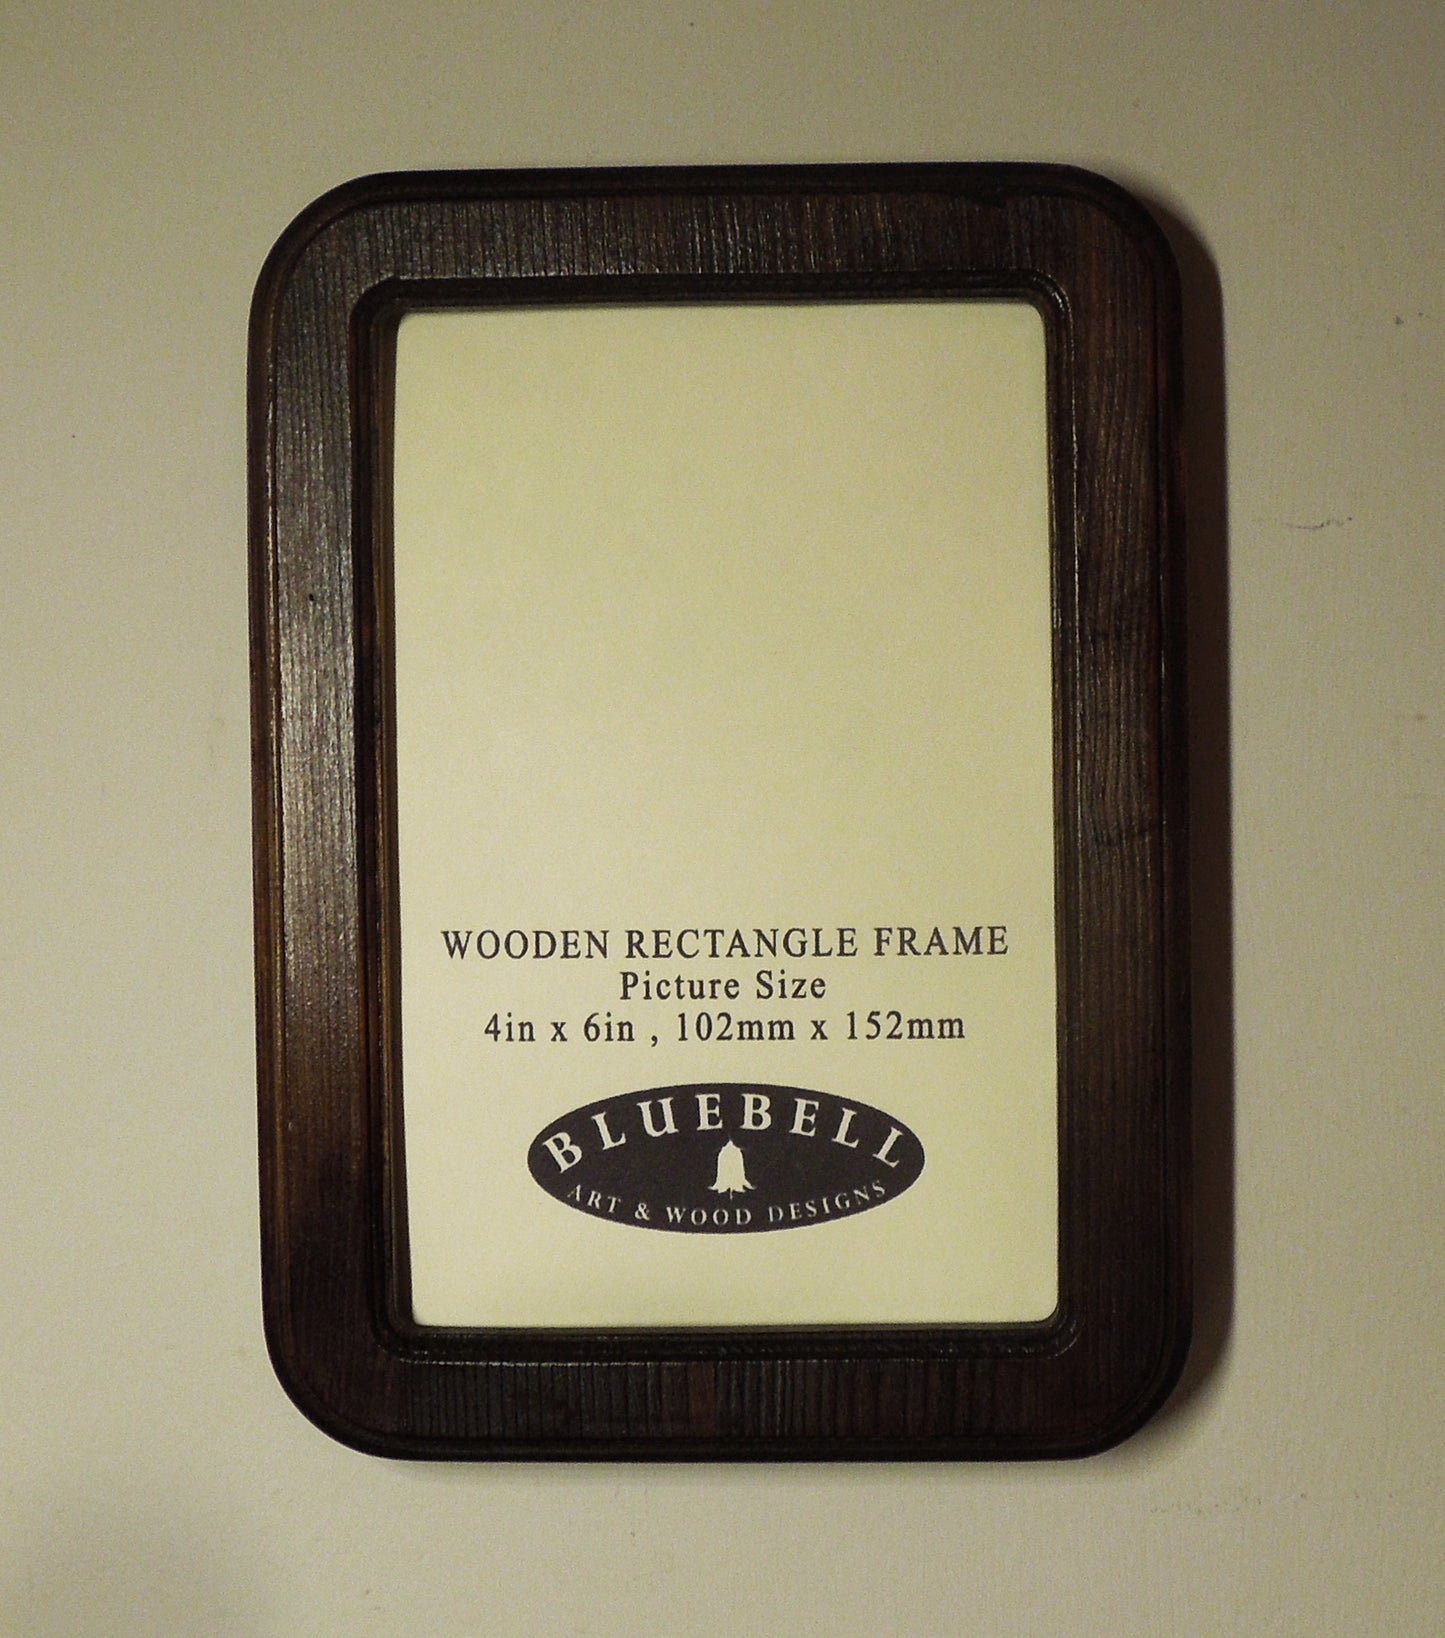 WOODEN RECTANGLE FRAME
Picture Size
4in x 6in , 102mm x 152mm
BLUEBELL
ART & WOOD DESIGNS